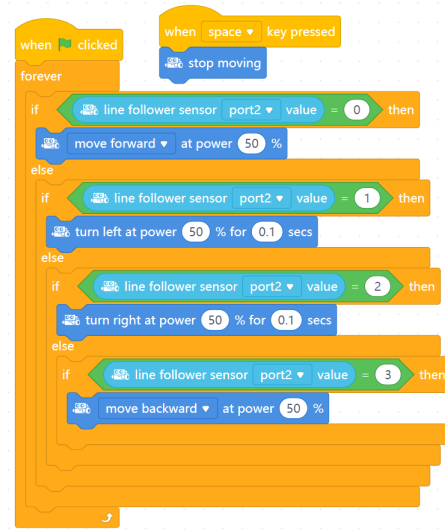 when clicked
when space key pressed
stop moving
forever
if line follower sensor port2 value = 0 then
move forward at power 50 %
else
if line follower sensor port2 value = 1 then
turn left at power 50 % for 0.1 secs
else
if line follower sensor port2 value = 2 then
turn right at power 50 % for 0.1 secs
else
if line follower sensor port2 value = 3 then
move backward at power 50 %